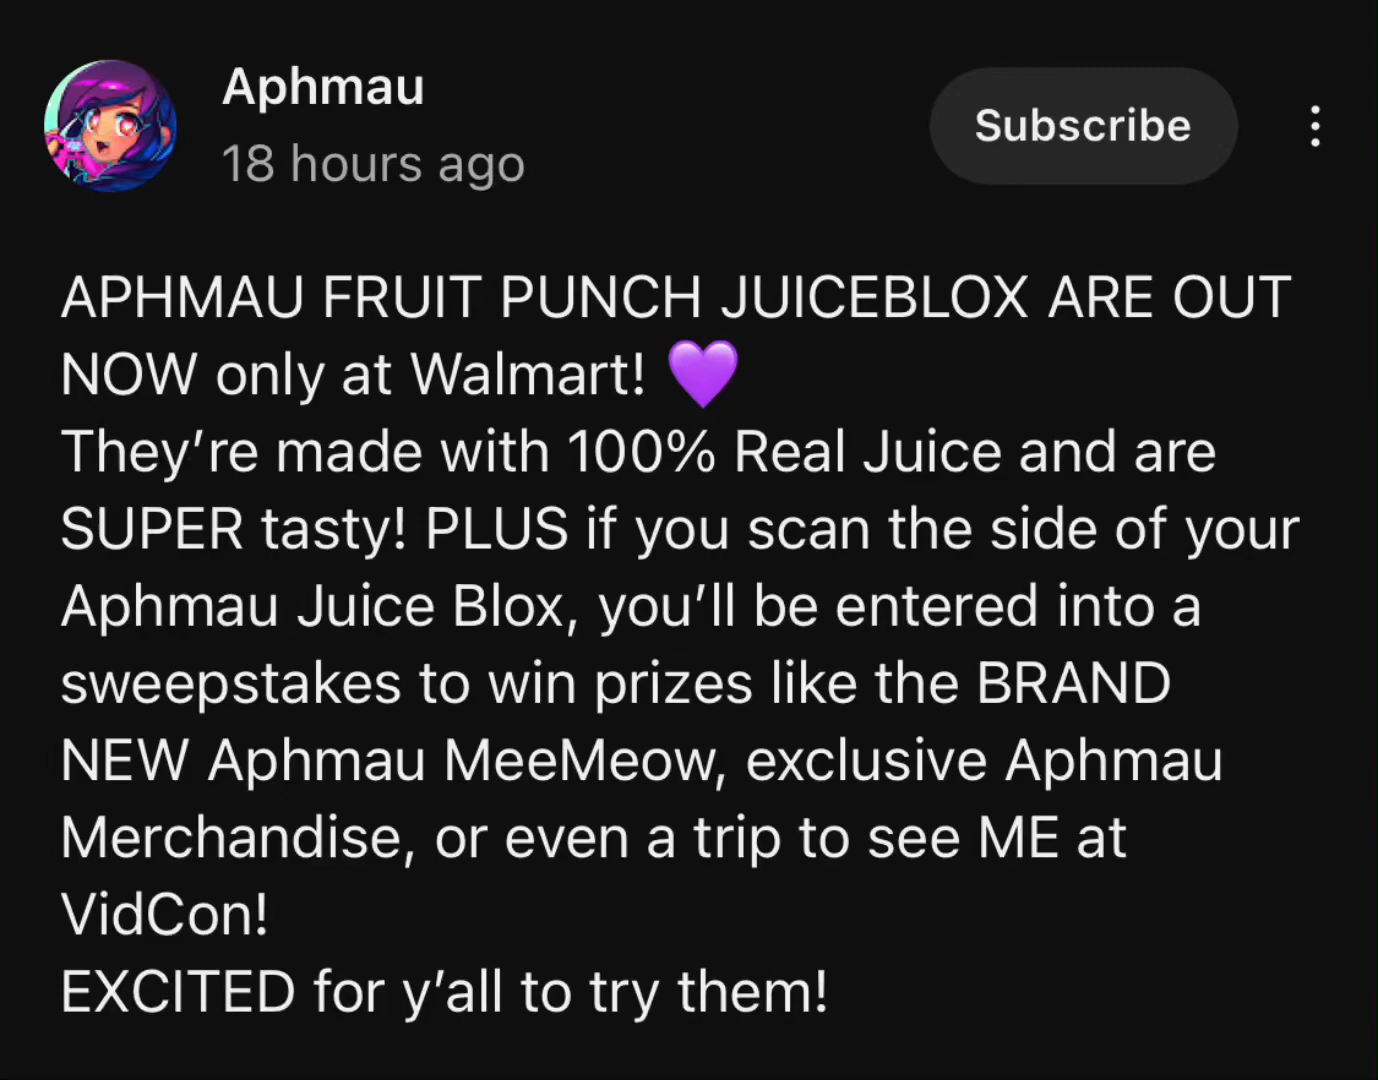 Aphmau
18 hours ago
Subscribe
APHMAU FRUIT PUNCH JUICEBLOX ARE OUT
NOW only at Walmart! 💜
They’re made with 100% Real Juice and are
SUPER tasty! PLUS if you scan the side of your
Aphmau Juice Blox, you’ll be entered into a
sweepstakes to win prizes like the BRAND
NEW Aphmau MeeMeow, exclusive Aphmau
Merchandise, or even a trip to see ME at
VidCon!
EXCITED for y’all to try them!